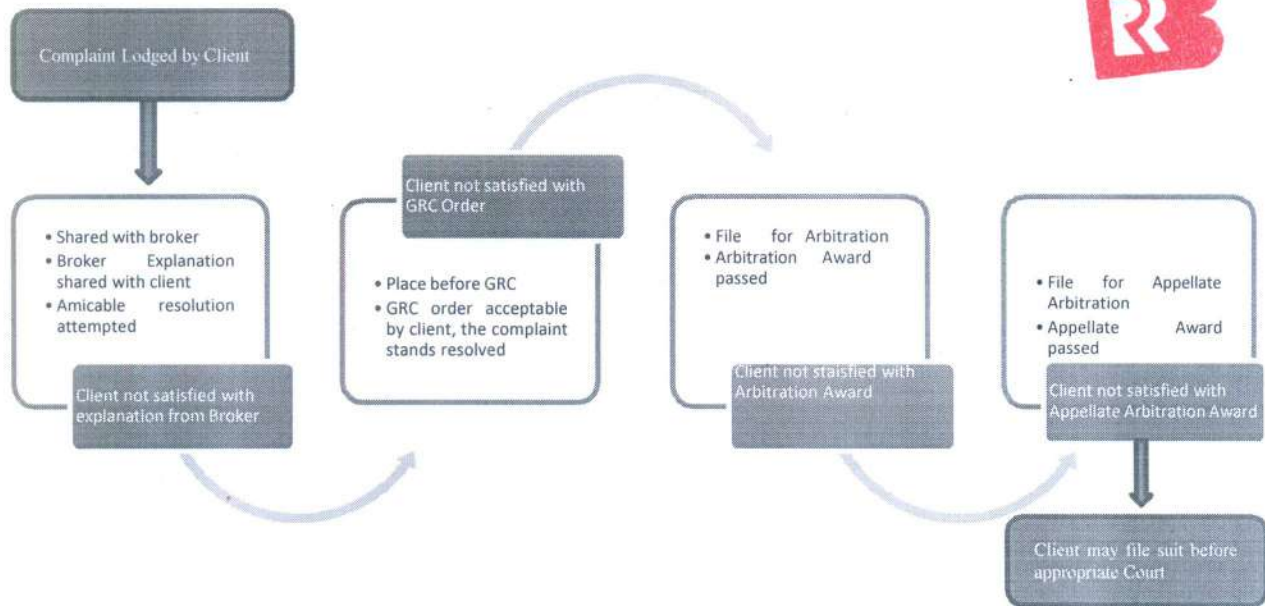 Complaint Lodged by Client
• Shared with broker
• Broker Explanation
shared with client
• Amicable resolution
attempted
Client not satisfied with
explanation from Broker
Client not satisfied with
GRC Order
• Place before GRC
• GRC order acceptable
by client, the complaint
stands resolved
• File for Arbitration
• Arbitration Award
passed
Client not staisfied with
Arbitration Award
• File for Appellate
Arbitration
• Appellate Award
passed
Client not satisfied with
Appellate Arbitration Award
Client may file suit before
appropriate Court